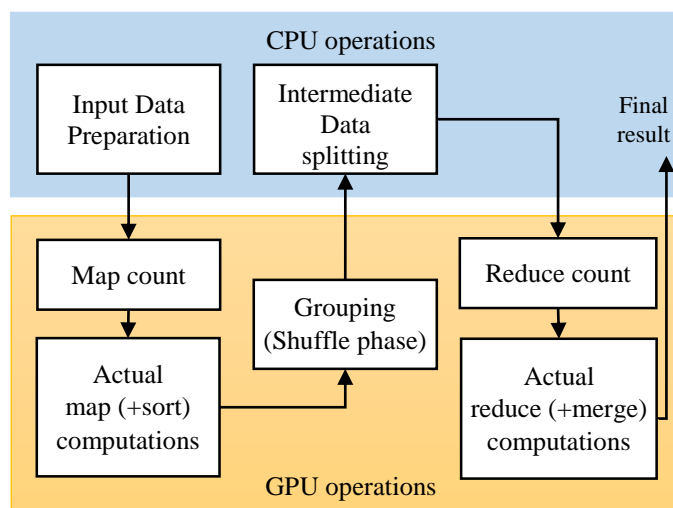 CPU operations
Input Data
Preparation
Intermediate
Data
splitting
Final
result
Map count
Reduce count
Grouping
(Shuffle phase)
Actual
map (+sort)
computations
Actual
reduce (+merge)
computations
GPU operations